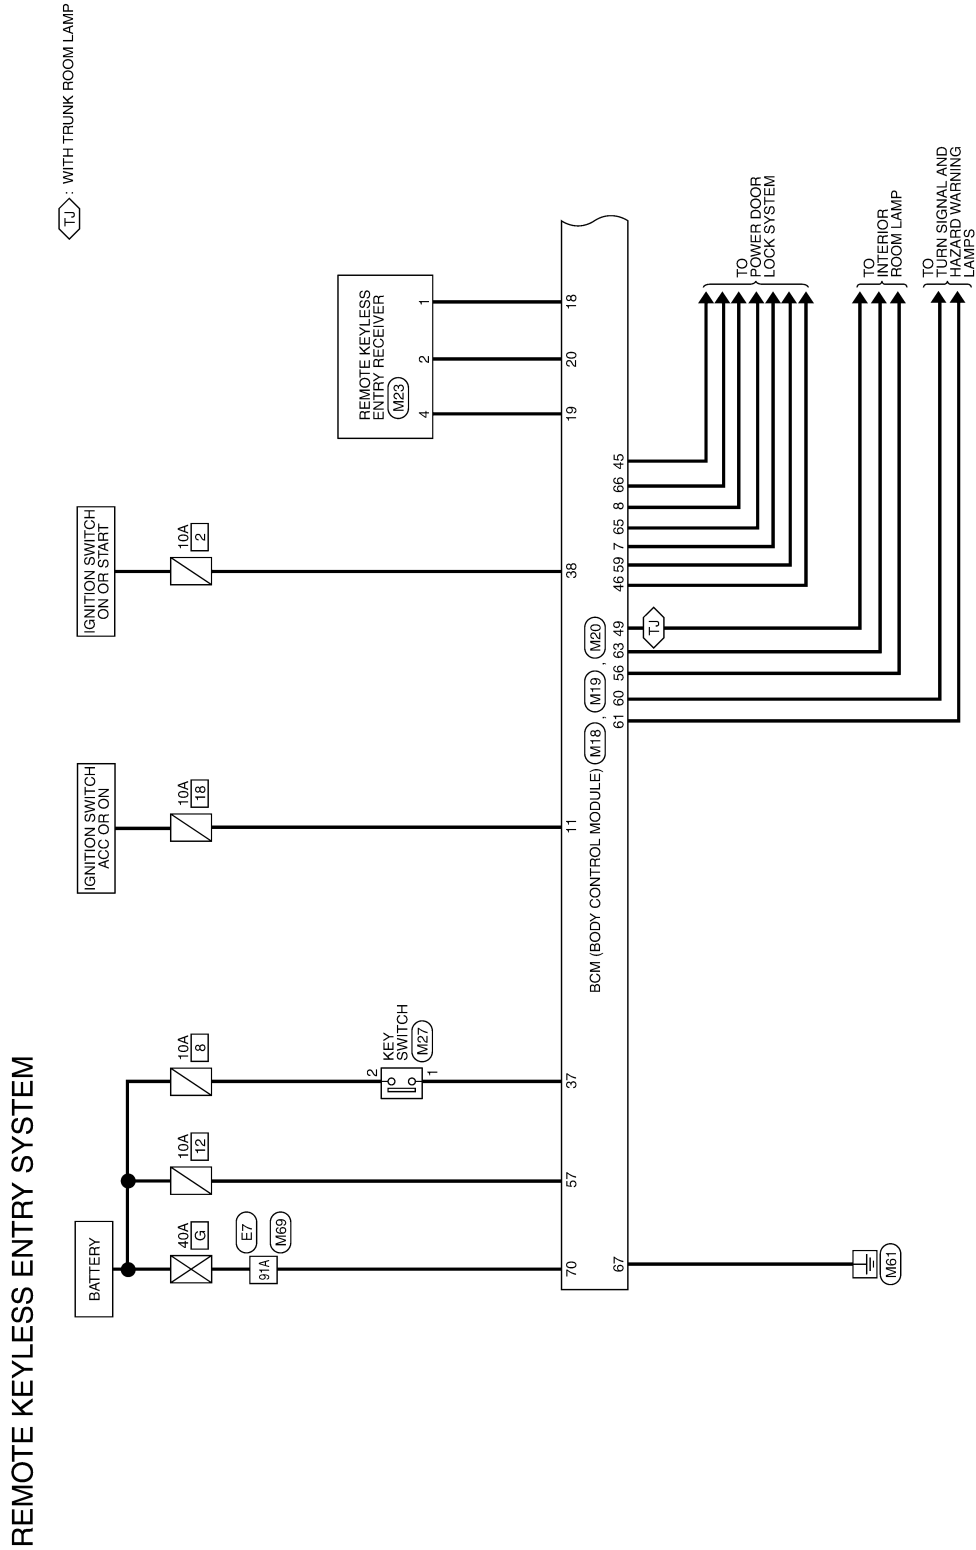 REMOTE KEYLESS ENTRY SYSTEM
TJ : WITH TRUNK ROOM LAMP
BATTERY
IGNITION SWITCH
ACC OR ON
IGNITION SWITCH
ON OR START
40A
G
10A
12
10A
8
10A
18
10A
2
E7
91A
M69
2
KEY
SWITCH
M27
1
REMOTE KEYLESS
ENTRY RECEIVER
M23
4
2
1
70
57
37
11
38
19
20
18
BCM (BODY CONTROL MODULE) M18 , M19 , M20
67
61
60
56
63
49
46
59
7
65
8
66
45
TJ
TO
POWER DOOR
LOCK SYSTEM
TO
INTERIOR
ROOM LAMP
TO
TURN SIGNAL AND
HAZARD WARNING
LAMPS
M61